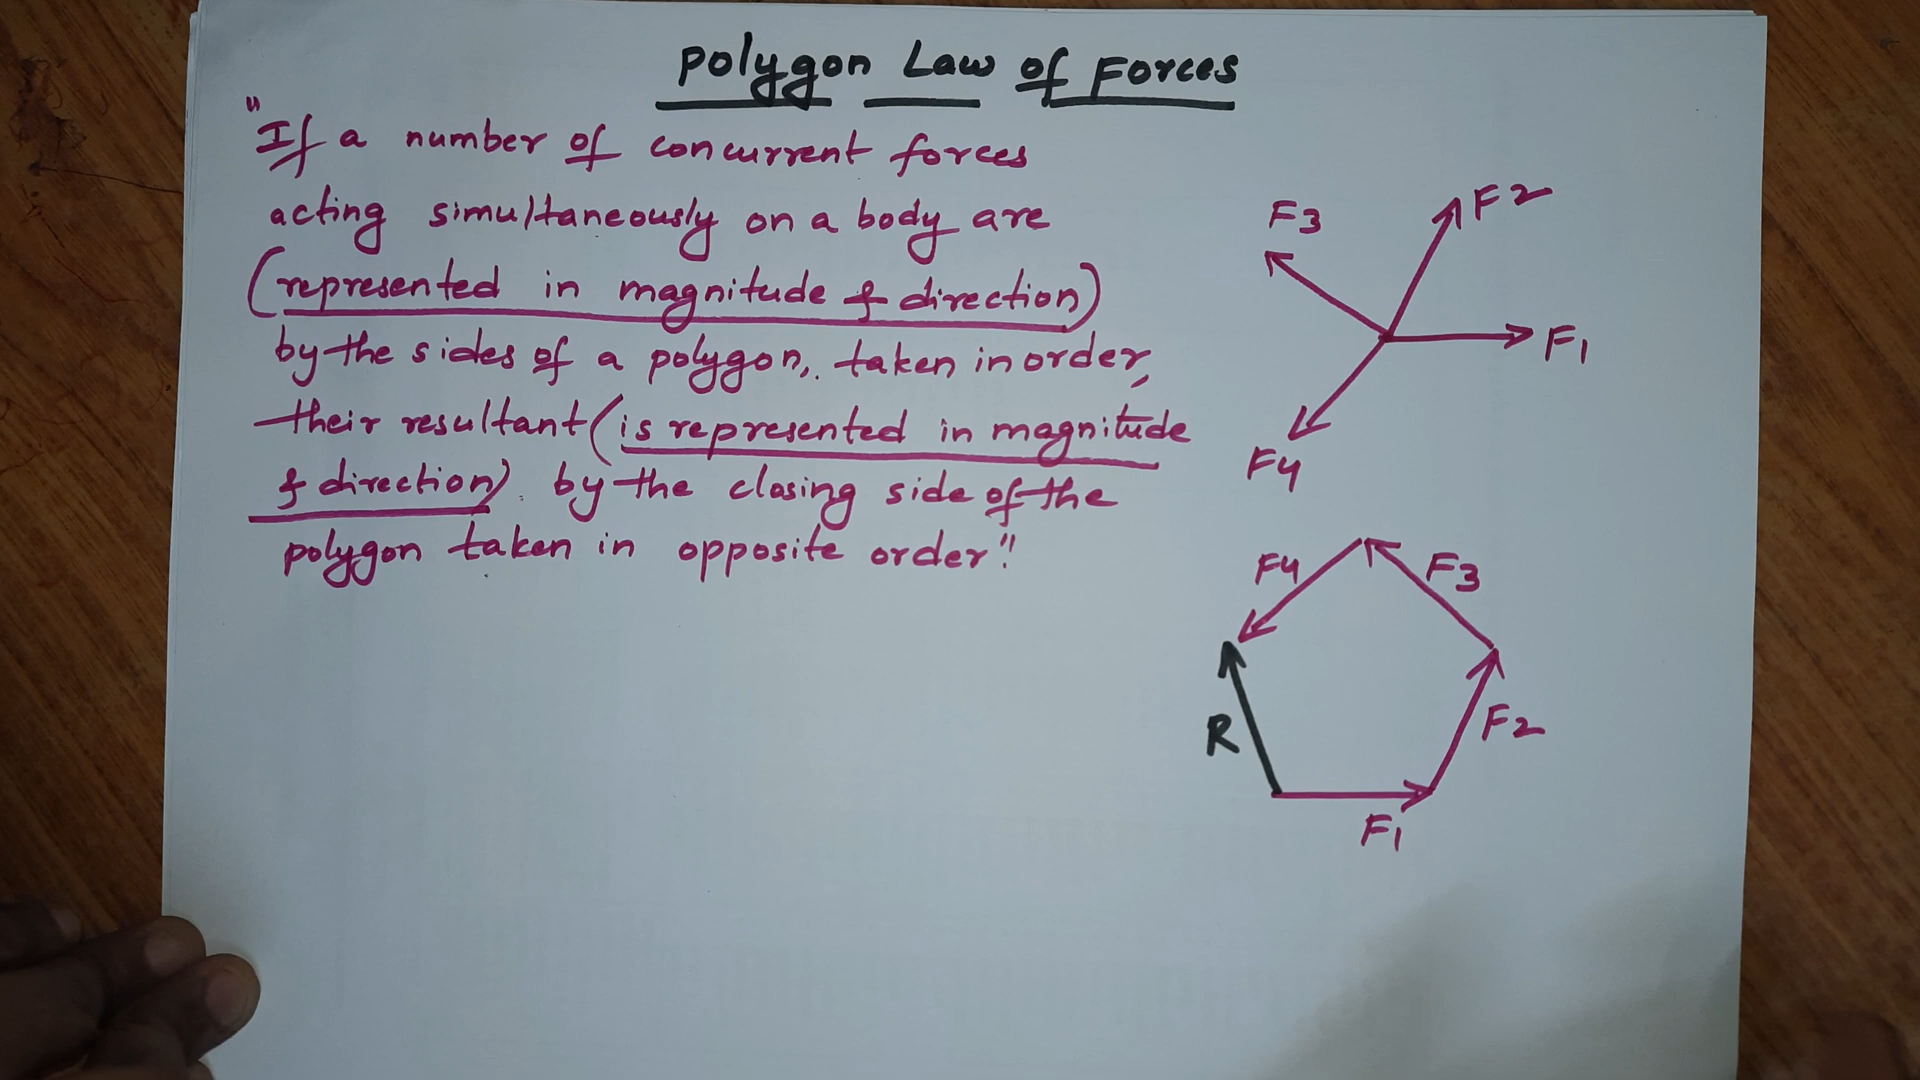 Polygon Law of Forces
"If a number of concurrent forces
acting simultaneously on a body are
(represented in magnitude & direction)
by the sides of a polygon, taken in order,
their resultant (is represented in magnitude
& direction) by the closing side of the
polygon taken in opposite order"
F3
F2
F1
F4
F4
F3
R
F2
F1